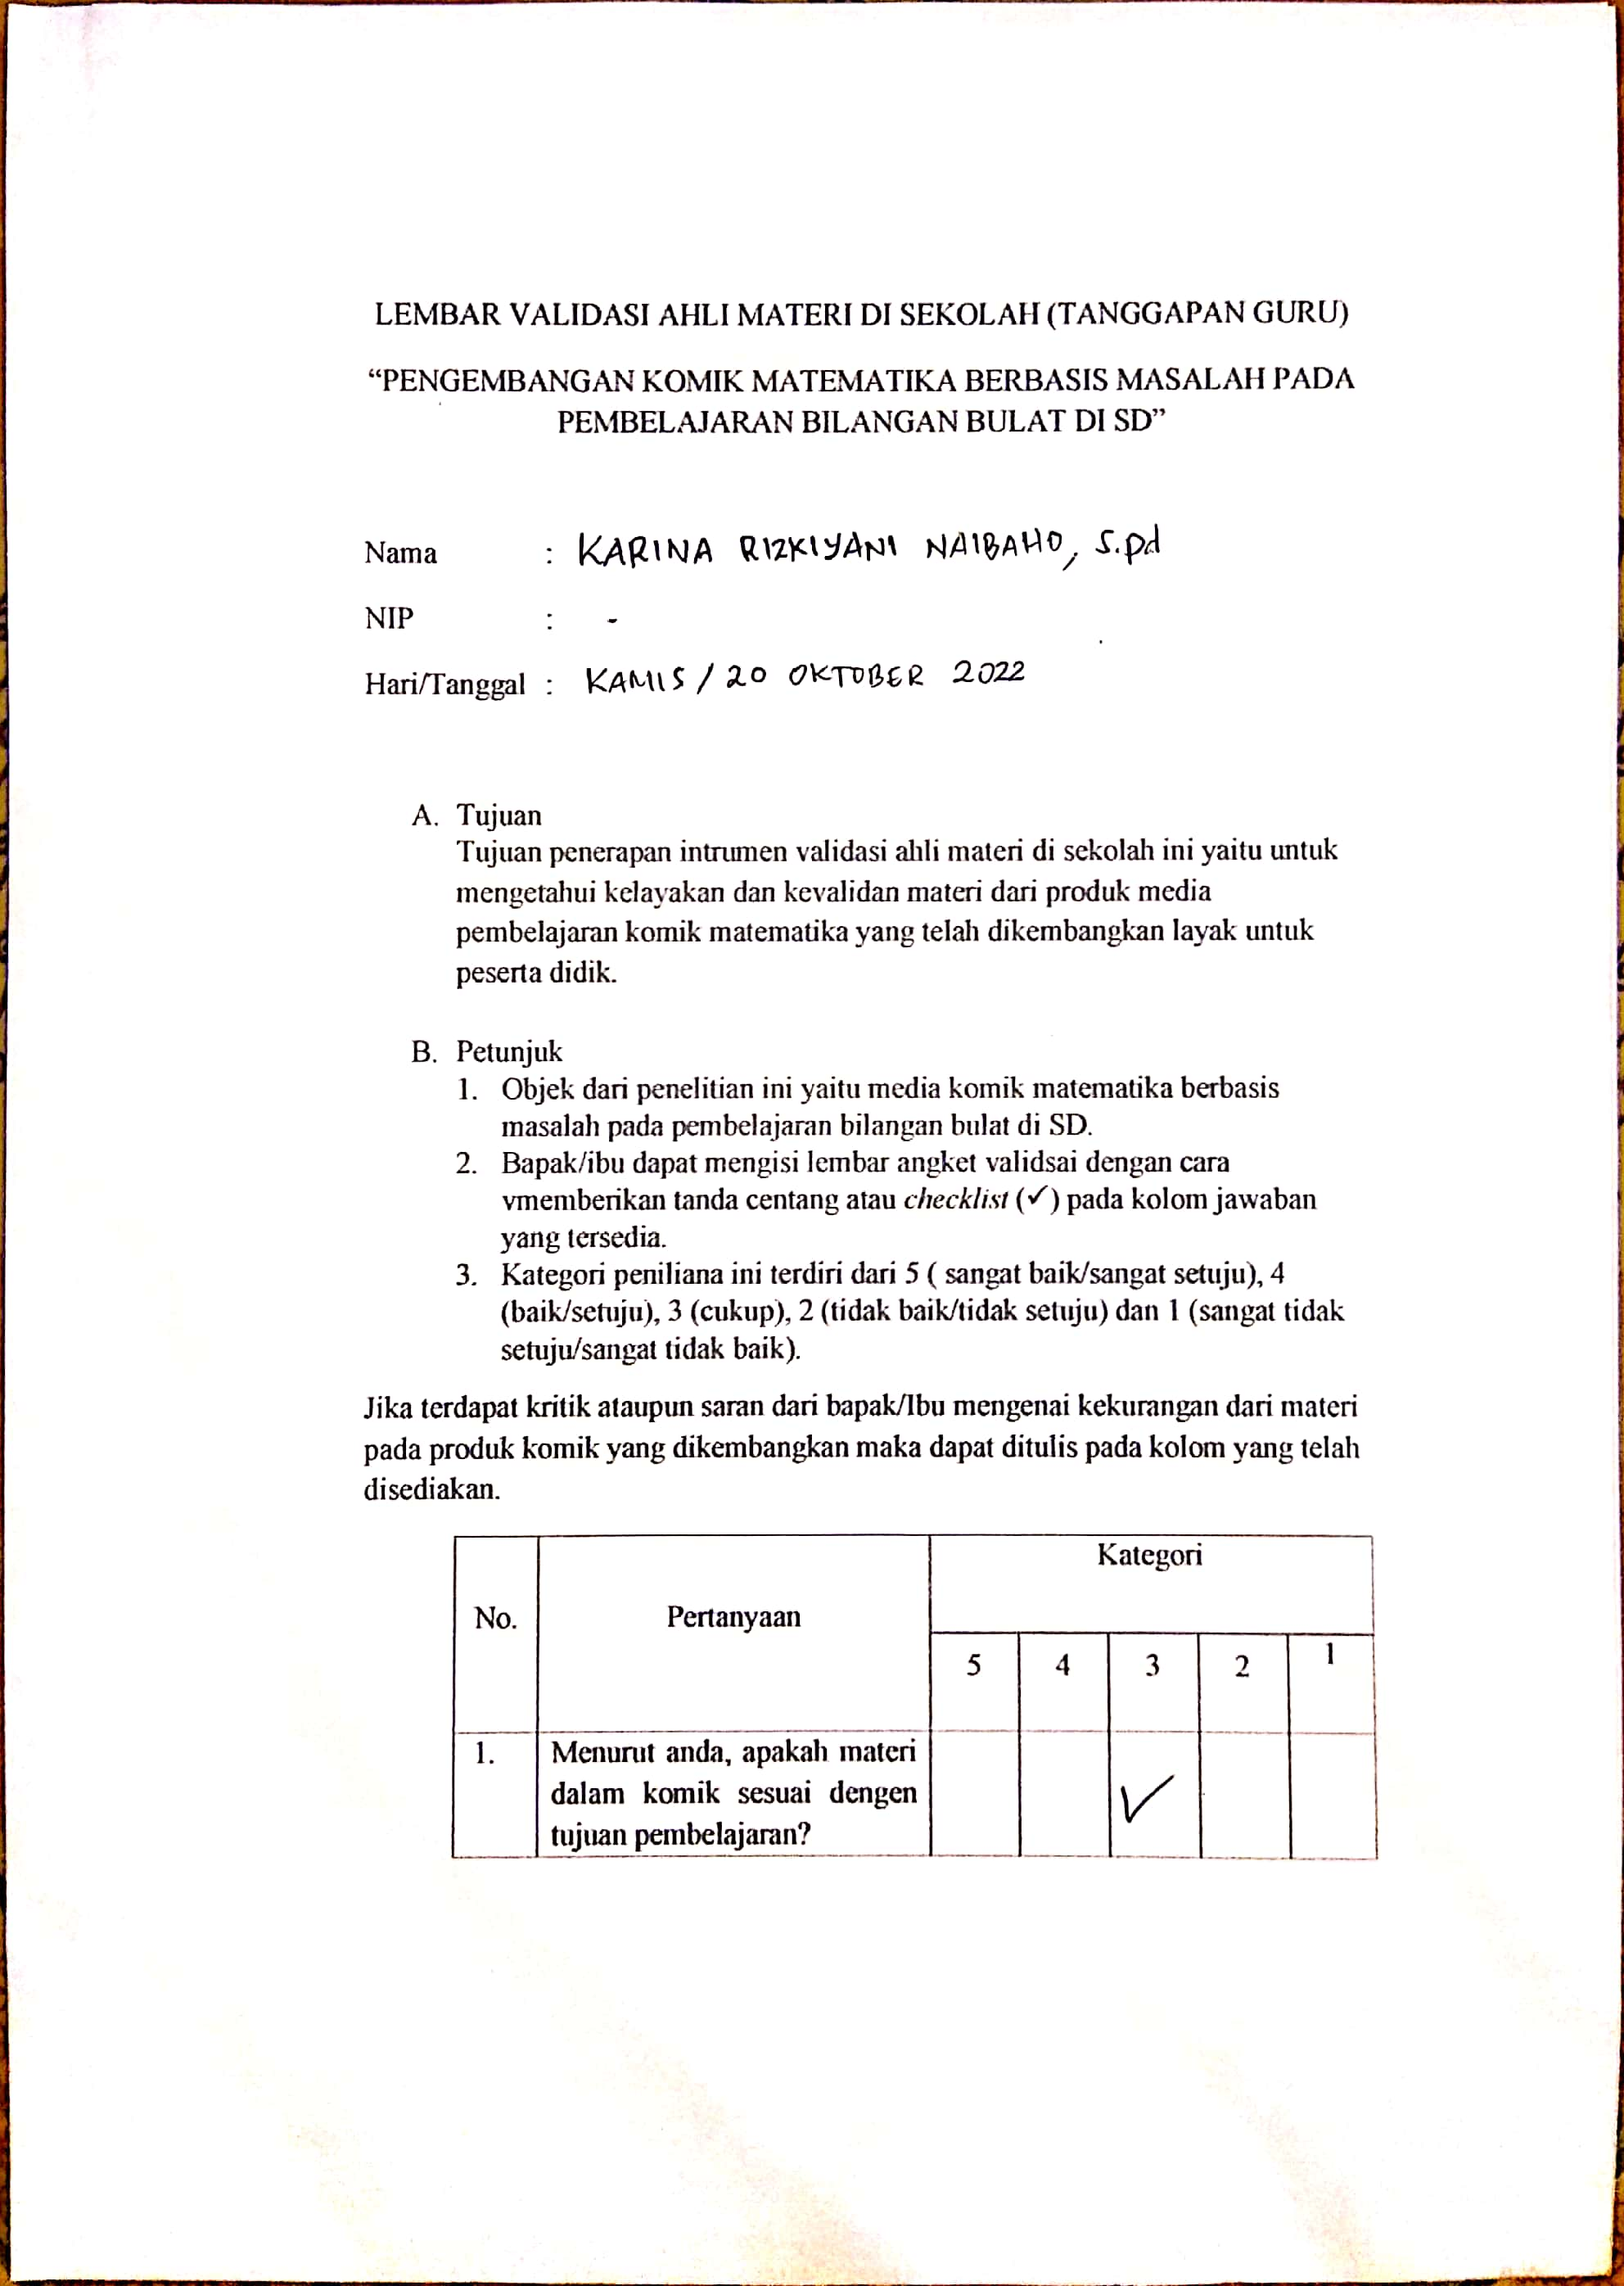 LEMBAR VALIDASI AHLI MATERI DI SEKOLAH (TANGGAPAN GURU)
“PENGEMBANGAN KOMIK MATEMATIKA BERBASIS MASALAH PADA
PEMBELAJARAN BILANGAN BULAT DI SD”
Nama : KARINA RIZKIYANI NAIBAHO, S.Pd
NIP : -
Hari/Tanggal : KAMIS / 20 OKTOBER 2022
A. Tujuan
Tujuan penerapan intrumen validasi ahli materi di sekolah ini yaitu untuk
mengetahui kelayakan dan kevalidan materi dari produk media
pembelajaran komik matematika yang telah dikembangkan layak untuk
peserta didik.
B. Petunjuk
1. Objek dari penelitian ini yaitu media komik matematika berbasis
masalah pada pembelajaran bilangan bulat di SD.
2. Bapak/ibu dapat mengisi lembar angket validsai dengan cara
vmemberikan tanda centang atau checklist (✓) pada kolom jawaban
yang tersedia.
3. Kategori peniliana ini terdiri dari 5 ( sangat baik/sangat setuju), 4
(baik/setuju), 3 (cukup), 2 (tidak baik/tidak setuju) dan 1 (sangat tidak
setuju/sangat tidak baik).
Jika terdapat kritik ataupun saran dari bapak/Ibu mengenai kekurangan dari materi
pada produk komik yang dikembangkan maka dapat ditulis pada kolom yang telah
disediakan.
No. Pertanyaan Kategori
5 4 3 2 1
1. Menurut anda, apakah materi
dalam komik sesuai dengen ✓
tujuan pembelajaran?